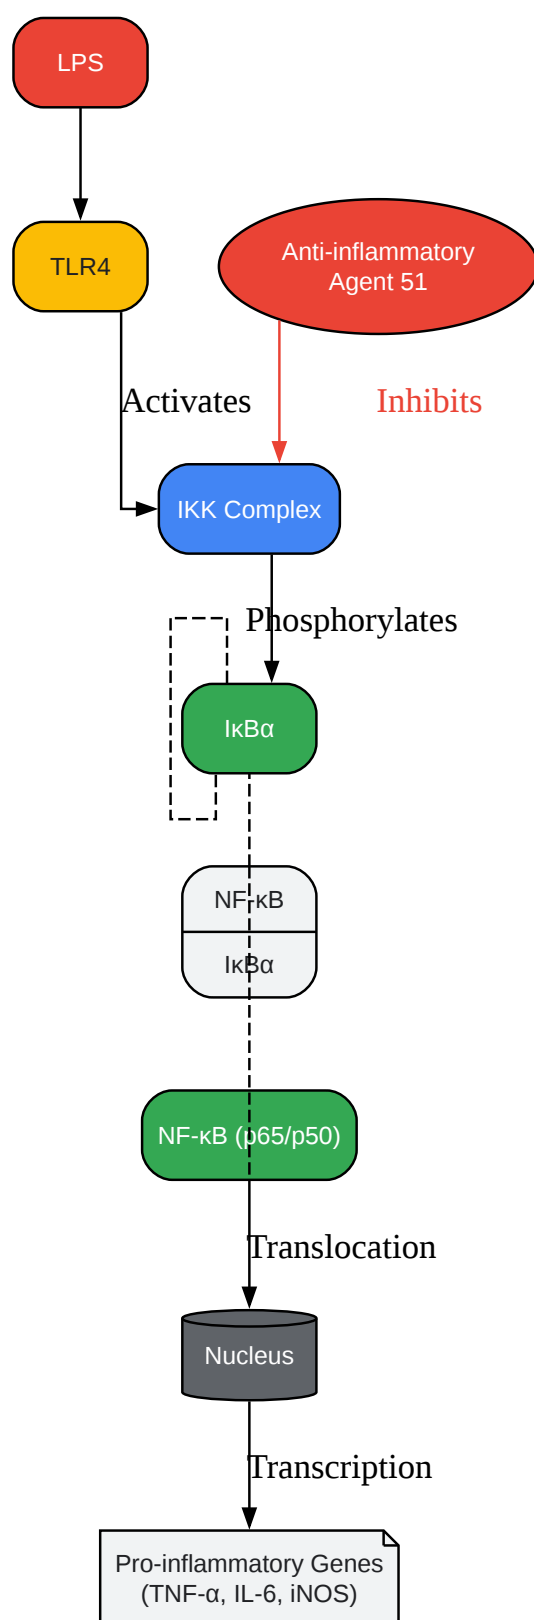 LPS
TLR4
Anti-inflammatory
Agent 51
Activates
Inhibits
IKK Complex
Phosphorylates
IκBα
NF-κB
IκBα
NF-κB (p65/p50)
Translocation
Nucleus
Transcription
Pro-inflammatory Genes
(TNF-α, IL-6, iNOS)